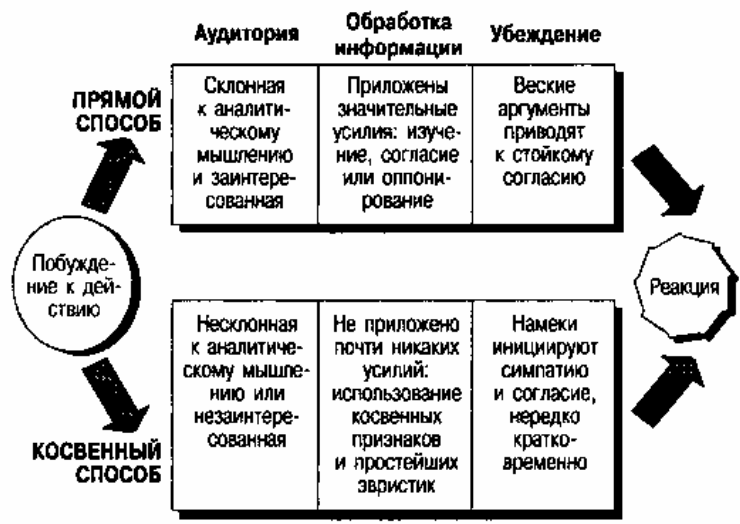 Аудитория
Обработка
информации
Убеждение
ПРЯМОЙ
СПОСОБ
Склонная
к аналити-
ческому
мышлению
и заинтере-
сованная
Приложены
значительные
усилия: изуче-
ние, согласие
или оппони-
рование
Веские
аргументы
приводят
к стойкому
согласию
Побужде-
ние к дей-
ствию
Реакция
КОСВЕННЫЙ
СПОСОБ
Несклонная
к аналитиче-
скому мышле-
нию или
незаинтере-
сованная
Не приложено
почти никаких
усилий:
использование
косвенных
признаков
и простейших
эвристик
Намеки
инициируют
симпатию
и согласие,
нередко
кратко-
временно